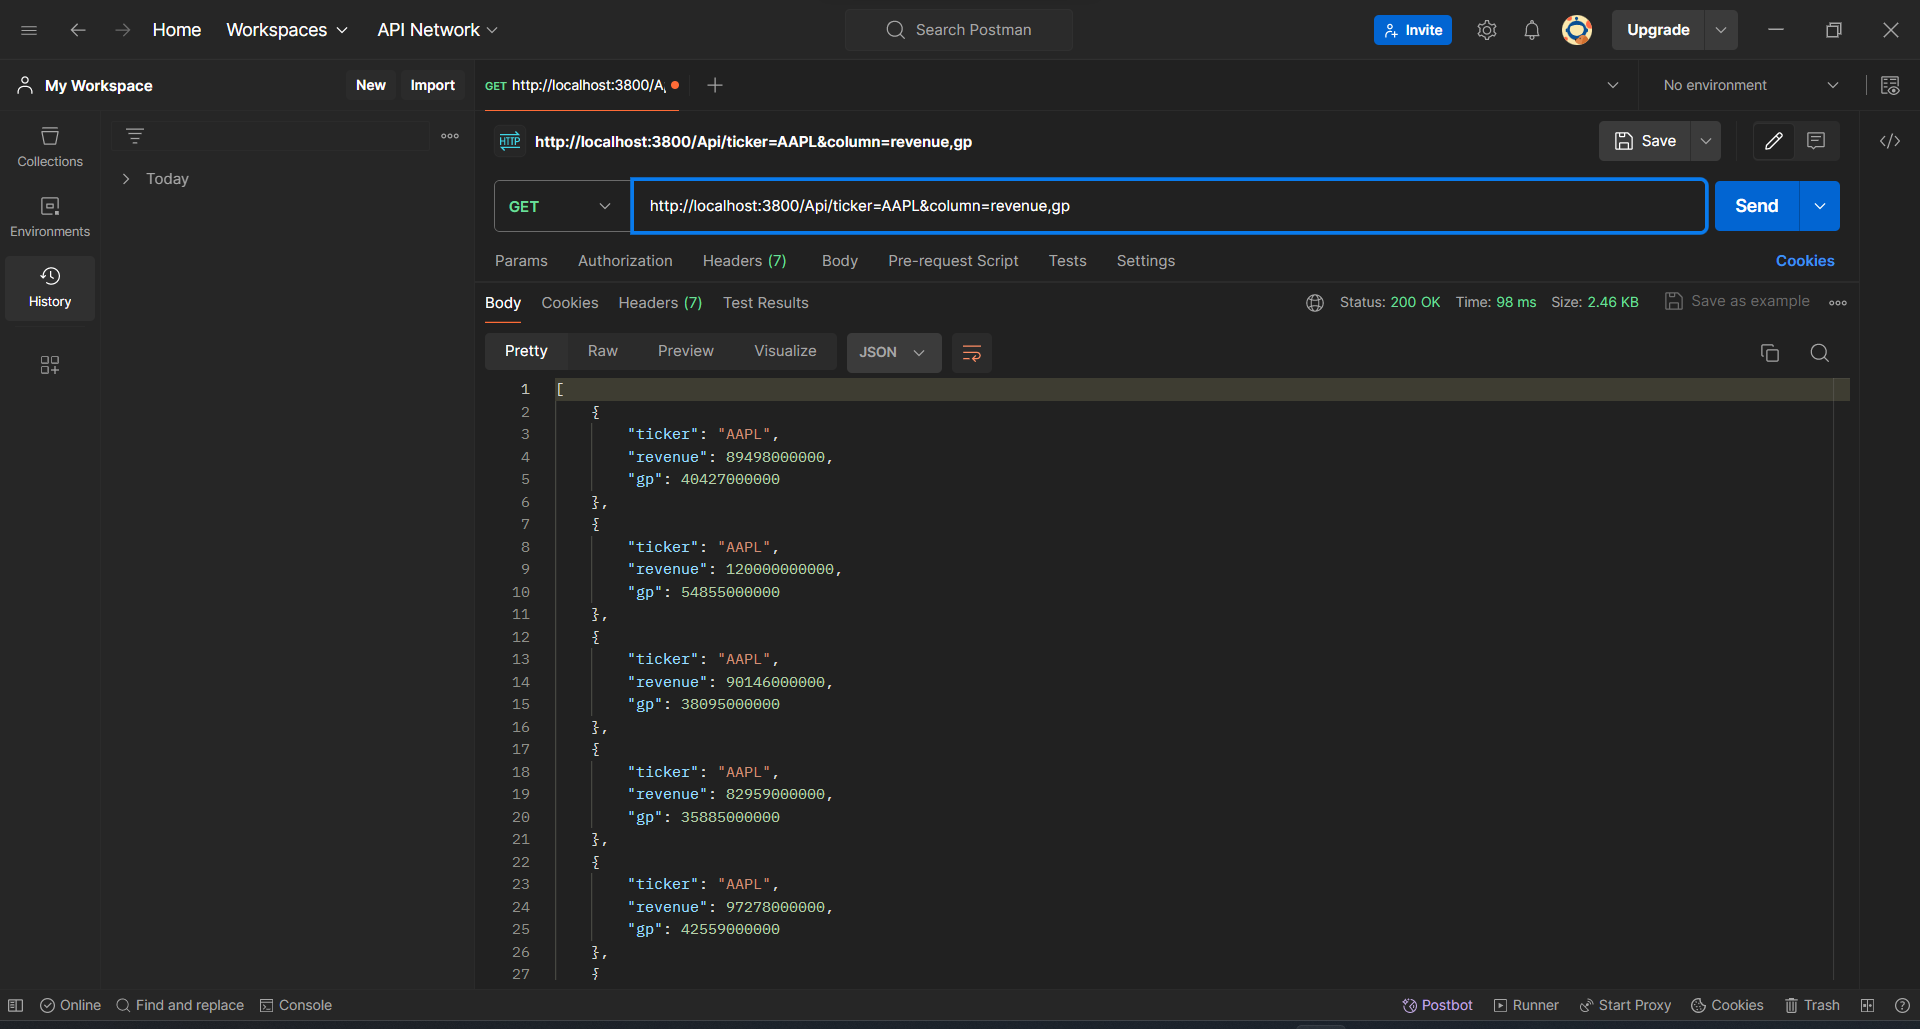 Home Workspaces API Network Search Postman Invite Upgrade
My Workspace New Import GET http://localhost:3800/A No environment
Collections
Environments
History
Today
HTTP http://localhost:3800/Api/ticker=AAPL&column=revenue,gp Save
GET http://localhost:3800/Api/ticker=AAPL&column=revenue,gp Send
Params Authorization Headers (7) Body Pre-request Script Tests Settings Cookies
Body Cookies Headers (7) Test Results Status: 200 OK Time: 98 ms Size: 2.46 KB Save as example
Pretty Raw Preview Visualize JSON
1 [
2 {
3 "ticker": "AAPL",
4 "revenue": 89498000000,
5 "gp": 40427000000
6 },
7 {
8 "ticker": "AAPL",
9 "revenue": 120000000000,
10 "gp": 54855000000
11 },
12 {
13 "ticker": "AAPL",
14 "revenue": 90146000000,
15 "gp": 38095000000
16 },
17 {
18 "ticker": "AAPL",
19 "revenue": 82959000000,
20 "gp": 35885000000
21 },
22 {
23 "ticker": "AAPL",
24 "revenue": 97278000000,
25 "gp": 42559000000
26 },
27 {
Online Find and replace Console Postbot Runner Start Proxy Cookies Trash